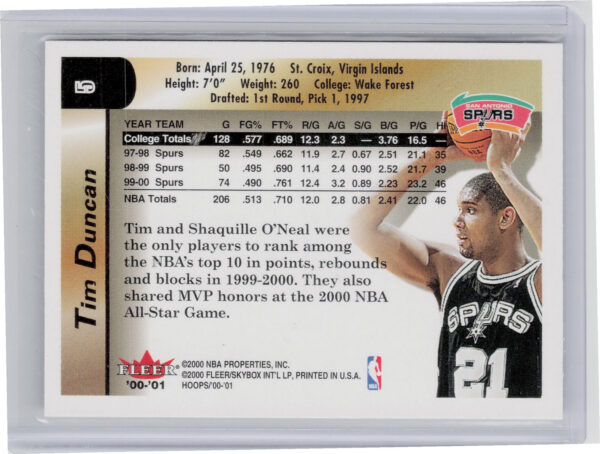 5
Tim Duncan
Born: April 25, 1976 St. Croix, Virgin Islands
Height: 7'0" Weight: 260 College: Wake Forest
Drafted: 1st Round, Pick 1, 1997
SAN ANTONIO
SPURS
YEAR TEAM G FG% FT% R/G A/G S/G B/G P/G HI
College Totals 128 .577 .689 12.3 2.3 — 3.76 16.5 —
97-98 Spurs 82 .549 .662 11.9 2.7 0.67 2.51 21.1 35
98-99 Spurs 50 .495 .690 11.4 2.4 0.90 2.52 21.7 39
99-00 Spurs 74 .490 .761 12.4 3.2 0.89 2.23 23.2 46
NBA Totals 206 .513 .710 12.0 2.8 0.81 2.41 22.0 46
Tim and Shaquille O'Neal were
the only players to rank among
the NBA's top 10 in points, rebounds
and blocks in 1999-2000. They also
shared MVP honors at the 2000 NBA
All-Star Game.
SPURS
21
FLEER
'00-'01
©2000 NBA PROPERTIES, INC.
©2000 FLEER/SKYBOX INT'L LP, PRINTED IN U.S.A.
HOOPS/'00-'01
NBA